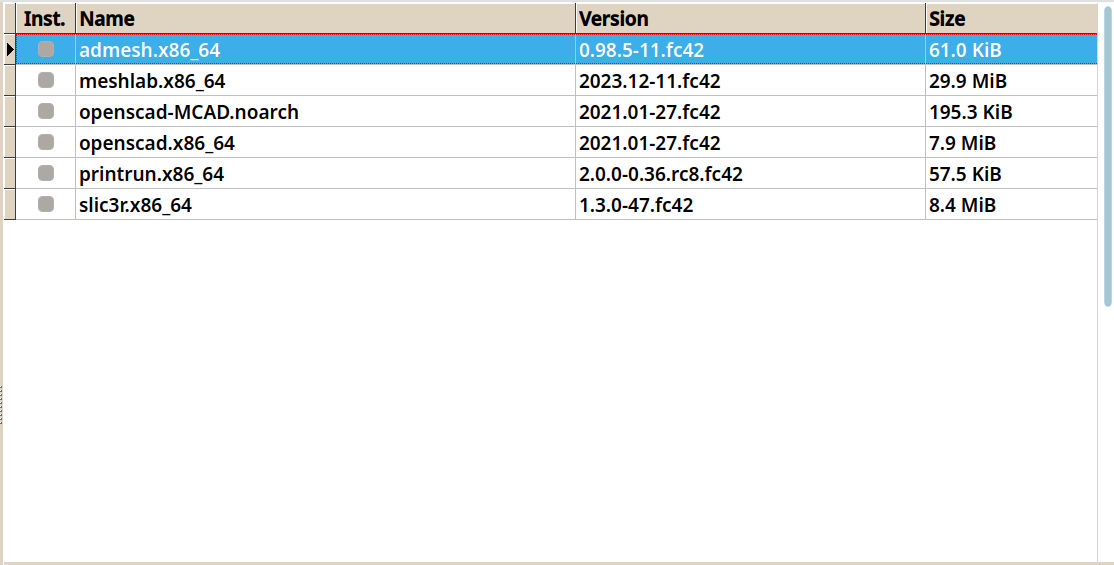 Inst. Name Version Size
admesh.x86_64 0.98.5-11.fc42 61.0 KiB
meshlab.x86_64 2023.12-11.fc42 29.9 MiB
openscad-MCAD.noarch 2021.01-27.fc42 195.3 KiB
openscad.x86_64 2021.01-27.fc42 7.9 MiB
printrun.x86_64 2.0.0-0.36.rc8.fc42 57.5 KiB
slic3r.x86_64 1.3.0-47.fc42 8.4 MiB